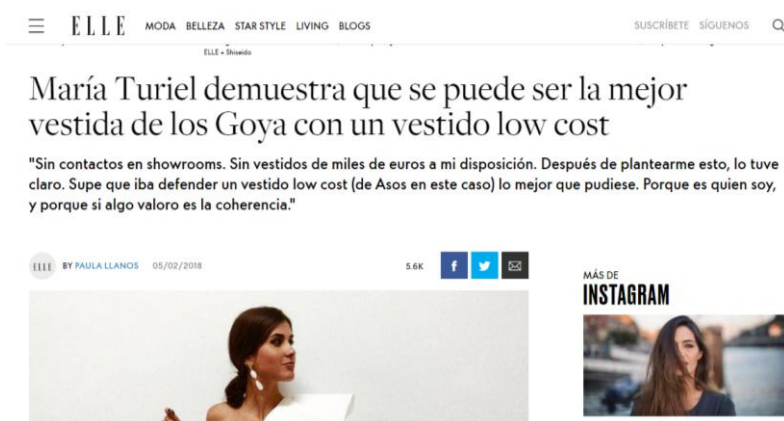 ELLE MODA BELLEZA STAR STYLE LIVING BLOGS SUSCRÍBETE SÍGUENOS
ELLE + Shiseido
María Turiel demuestra que se puede ser la mejor
vestida de los Goya con un vestido low cost
"Sin contactos en showrooms. Sin vestidos de miles de euros a mi disposición. Después de plantearme esto, lo tuve
claro. Supe que iba defender un vestido low cost (de Asos en este caso) lo mejor que pudiese. Porque es quien soy,
y porque si algo valoro es la coherencia."
ELLE BY PAULA LLANOS 05/02/2018 5.6K
MÁS DE
INSTAGRAM